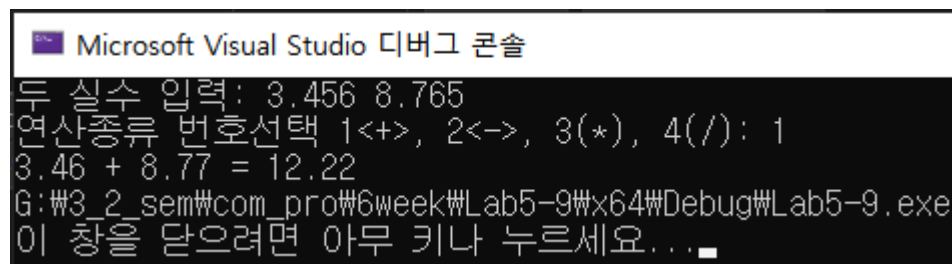 Microsoft Visual Studio 디버그 콘솔
두 실수 입력: 3.456 8.765
연산종류 번호선택 1<+>, 2<->, 3(*), 4(/): 1
3.46 + 8.77 = 12.22
G:₩3_2_sem₩com_pro₩6week₩Lab5-9₩x64₩Debug₩Lab5-9.exe
이 창을 닫으려면 아무 키나 누르세요...